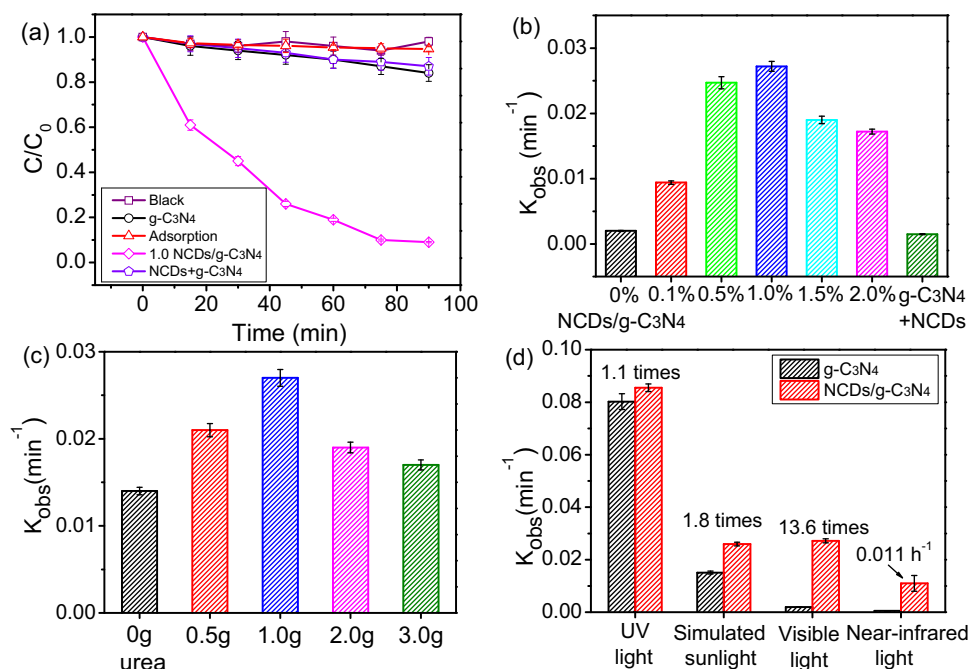 (a)
C/C0
1.0
0.8
0.6
0.4
0.2
0.0
Black
g-C3N4
Adsorption
1.0 NCDs/g-C3N4
NCDs+g-C3N4
0 20 40 60 80 100
Time (min)
(b)
Kobs(min-1)
0.03
0.02
0.01
0.00
0% 0.1% 0.5% 1.0% 1.5% 2.0% g-C3N4
NCDs/g-C3N4 +NCDs
(c)
Kobs(min-1)
0.03
0.02
0.01
0.00
0g 0.5g 1.0g 2.0g 3.0g
urea
(d)
Kobs(min-1)
0.10
0.08
0.06
0.04
0.02
0.00
g-C3N4
NCDs/g-C3N4
1.1 times
1.8 times
13.6 times
0.011 h-1
UV Simulated Visible Near-infrared
light sunlight light light